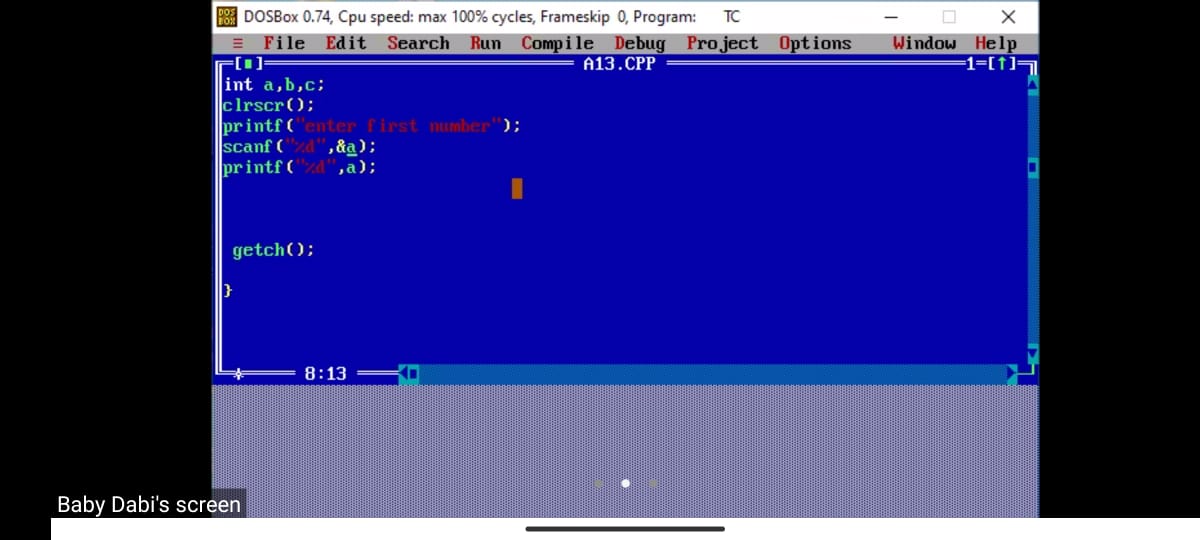 DOS BOX DOSBox 0.74, Cpu speed: max 100% cycles, Frameskip 0, Program: TC
≡ File Edit Search Run Compile Debug Project Options Window Help
[■] A13.CPP 1=[↑]
int a,b,c;
clrscr();
printf("enter first number");
scanf("%d",&a);
printf("%d",a);
getch();
}
8:13
Baby Dabi's screen